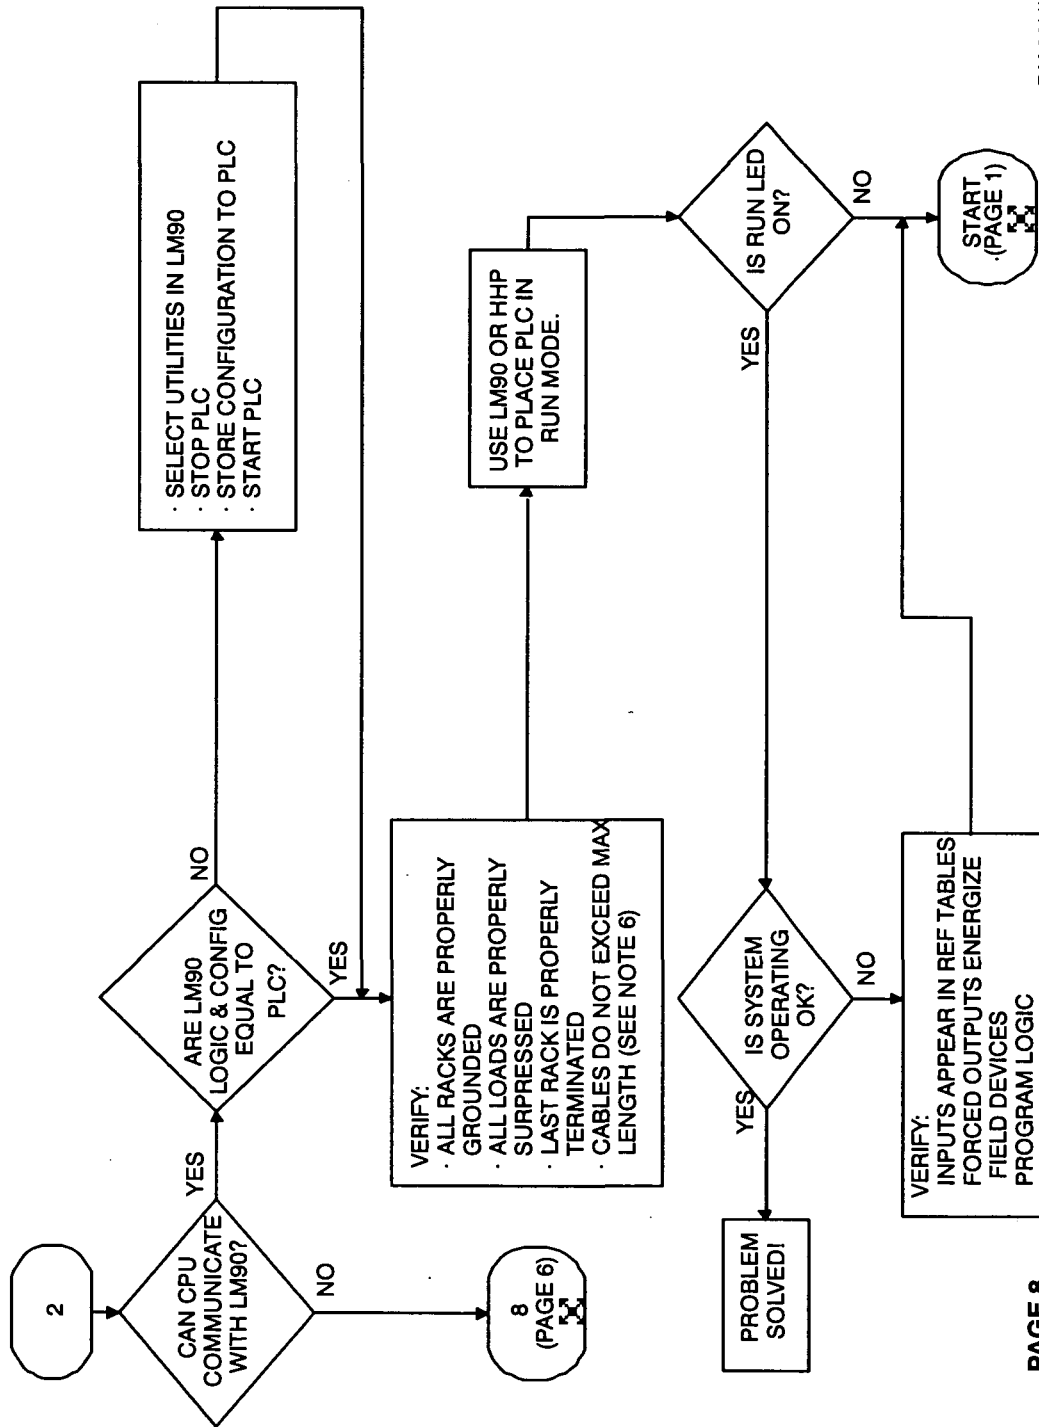 2
CAN CPU
COMMUNICATE
WITH LM90?
YES
NO
8
(PAGE 6)
ARE LM90
LOGIC & CONFIG
EQUAL TO
PLC?
NO
YES
· SELECT UTILITIES IN LM90
· STOP PLC
· STORE CONFIGURATION TO PLC
· START PLC
VERIFY:
· ALL RACKS ARE PROPERLY
GROUNDED
· ALL LOADS ARE PROPERLY
SURPRESSED
· LAST RACK IS PROPERLY
TERMINATED
· CABLES DO NOT EXCEED MAX
LENGTH (SEE NOTE 6)
USE LM90 OR HHP
TO PLACE PLC IN
RUN MODE.
IS RUN LED
ON?
YES
NO
START
(PAGE 1)
IS SYSTEM
OPERATING
OK?
YES
NO
PROBLEM
SOLVED!
VERIFY:
INPUTS APPEAR IN REF TABLES
FORCED OUTPUTS ENERGIZE
FIELD DEVICES
PROGRAM LOGIC
PAGE 8